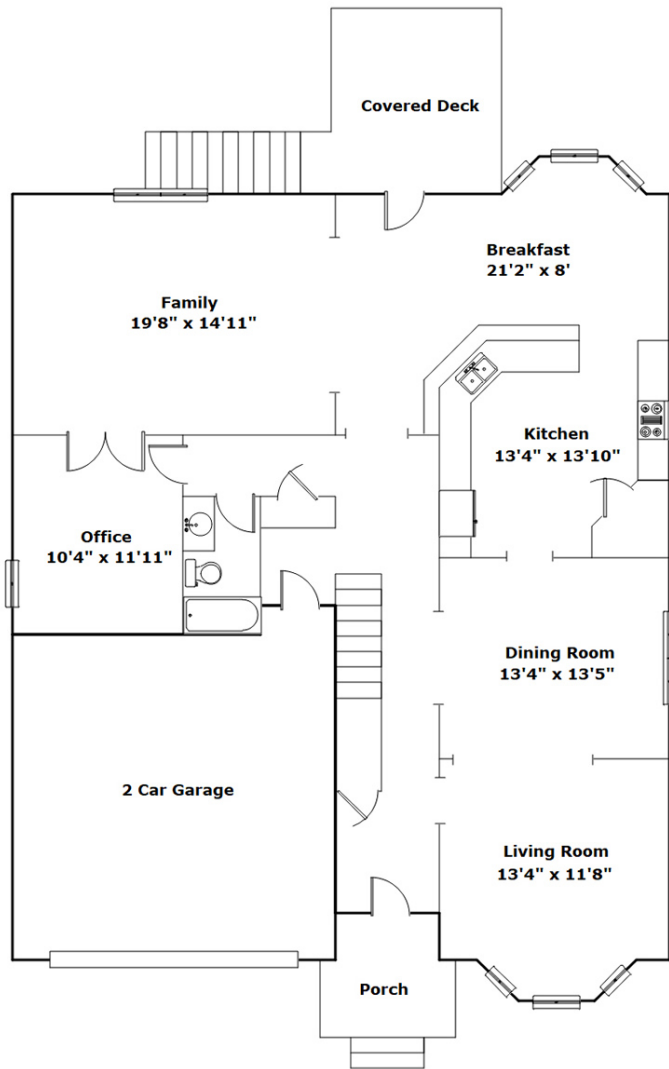 Covered Deck
Breakfast
21'2" x 8'
Family
19'8" x 14'11"
Kitchen
13'4" x 13'10"
Office
10'4" x 11'11"
Dining Room
13'4" x 13'5"
2 Car Garage
Living Room
13'4" x 11'8"
Porch